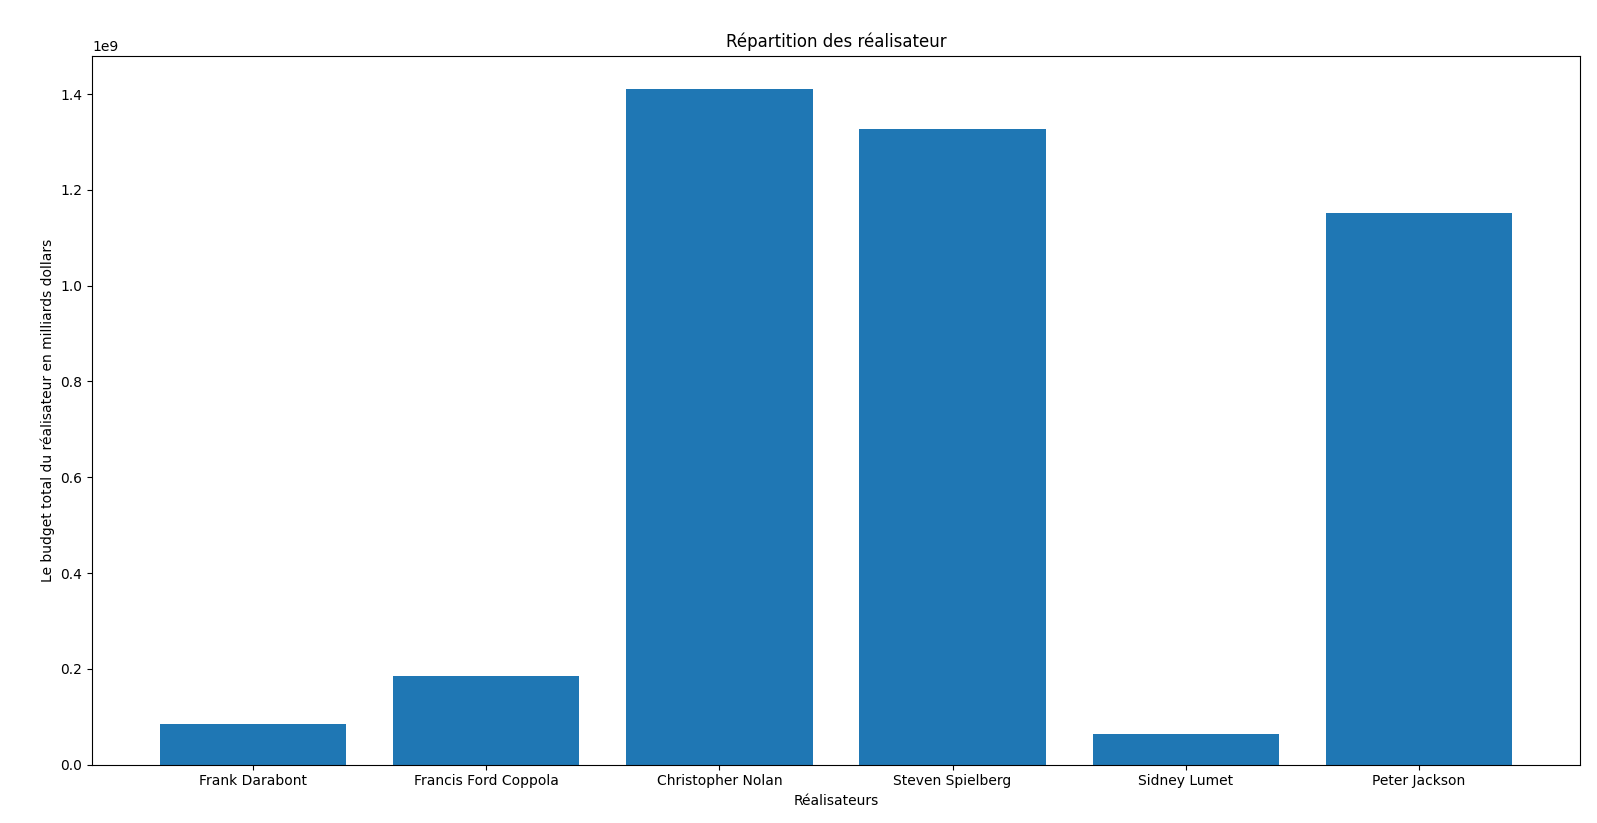 Répartition des réalisateur
1e9
1.4
1.2
1.0
0.8
0.6
0.4
0.2
0.0
Le budget total du réalisateur en milliards dollars
Frank Darabont
Francis Ford Coppola
Christopher Nolan
Steven Spielberg
Sidney Lumet
Peter Jackson
Réalisateurs